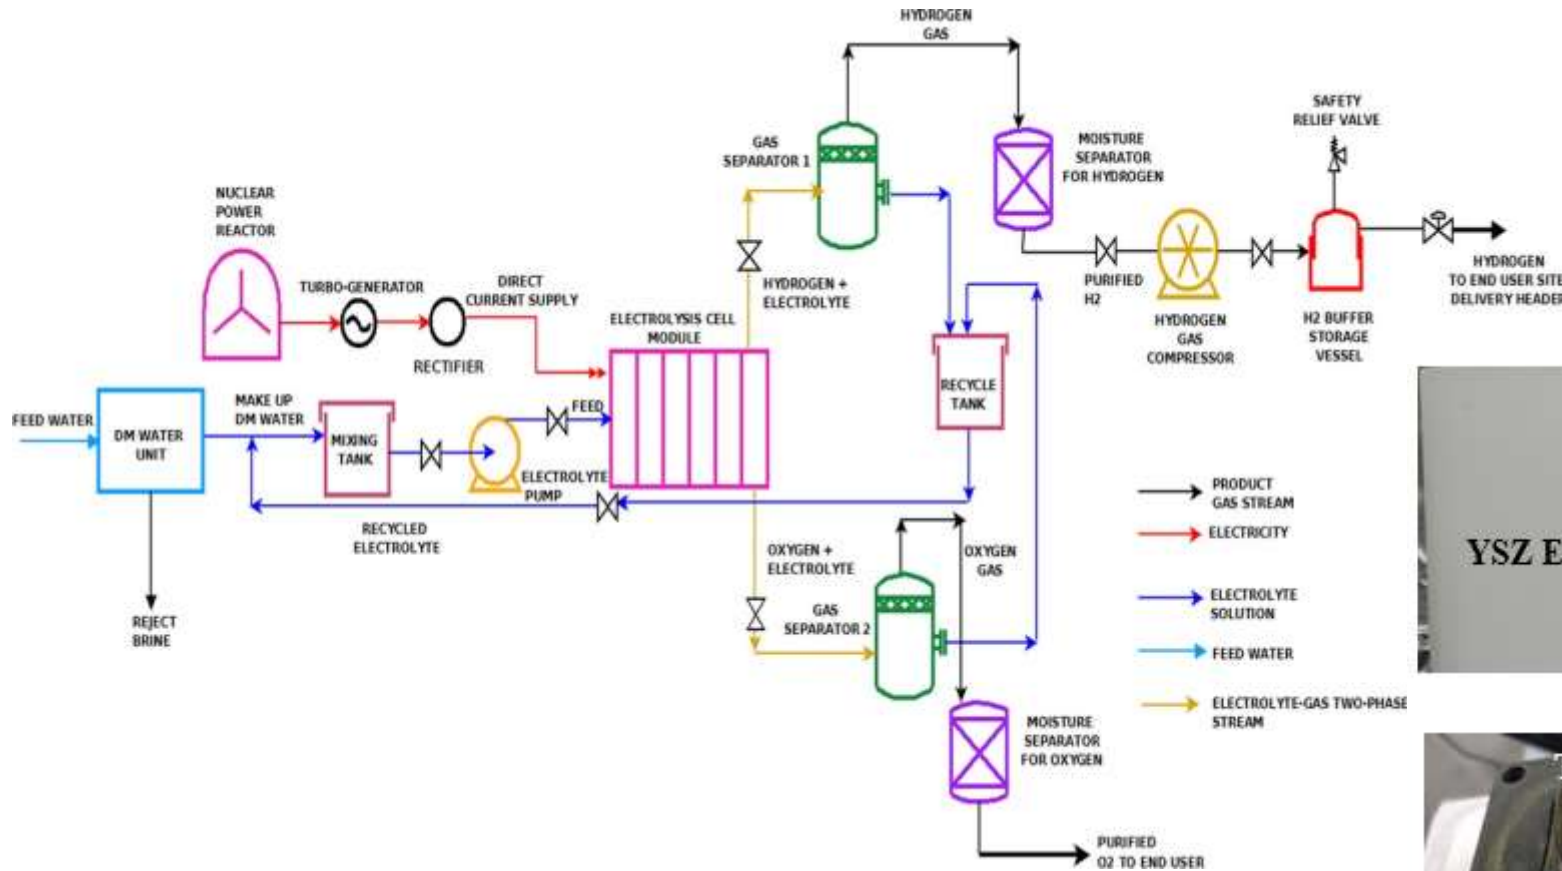 HYDROGEN
GAS
SAFETY
RELIEF VALVE
GAS
SEPARATOR 1
MOISTURE
SEPARATOR
FOR HYDROGEN
NUCLEAR
POWER
REACTOR
TURBO-GENERATOR
DIRECT
CURRENT SUPPLY
HYDROGEN +
ELECTROLYTE
PURIFIED
H2
HYDROGEN
TO END USER SITE
DELIVERY HEADER
ELECTROLYSIS CELL
MODULE
HYDROGEN
GAS
COMPRESSOR
H2 BUFFER
STORAGE
VESSEL
RECTIFIER
RECYCLE
TANK
FEED WATER
MAKE UP
DM WATER
FEED
DM WATER
UNIT
MIXING
TANK
ELECTROLYTE
PUMP
PRODUCT
GAS STREAM
RECYCLED
ELECTROLYTE
ELECTRICITY
OXYGEN +
ELECTROLYTE
OXYGEN
GAS
YSZ E
REJECT
BRINE
GAS
SEPARATOR 2
ELECTROLYTE
SOLUTION
FEED WATER
ELECTROLYTE-GAS TWO-PHASE
STREAM
MOISTURE
SEPARATOR
FOR OXYGEN
PURIFIED
O2 TO END USER